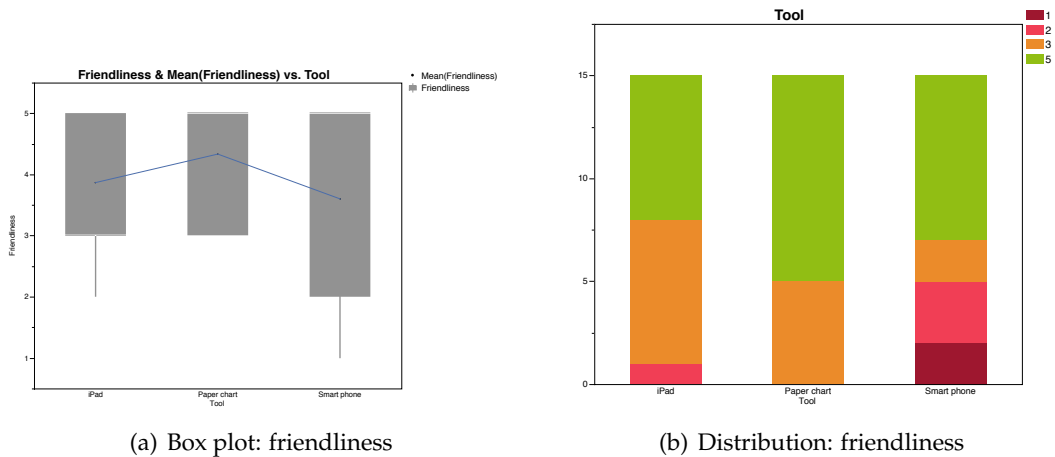 Friendliness & Mean(Friendliness) vs. Tool
Mean(Friendliness)
Friendliness
Friendliness
5
4
3
2
1
iPad
Paper chart
Smart phone
Tool
(a) Box plot: friendliness
Tool
1
2
3
5
15
10
5
0
iPad
Paper chart
Smart phone
Tool
(b) Distribution: friendliness